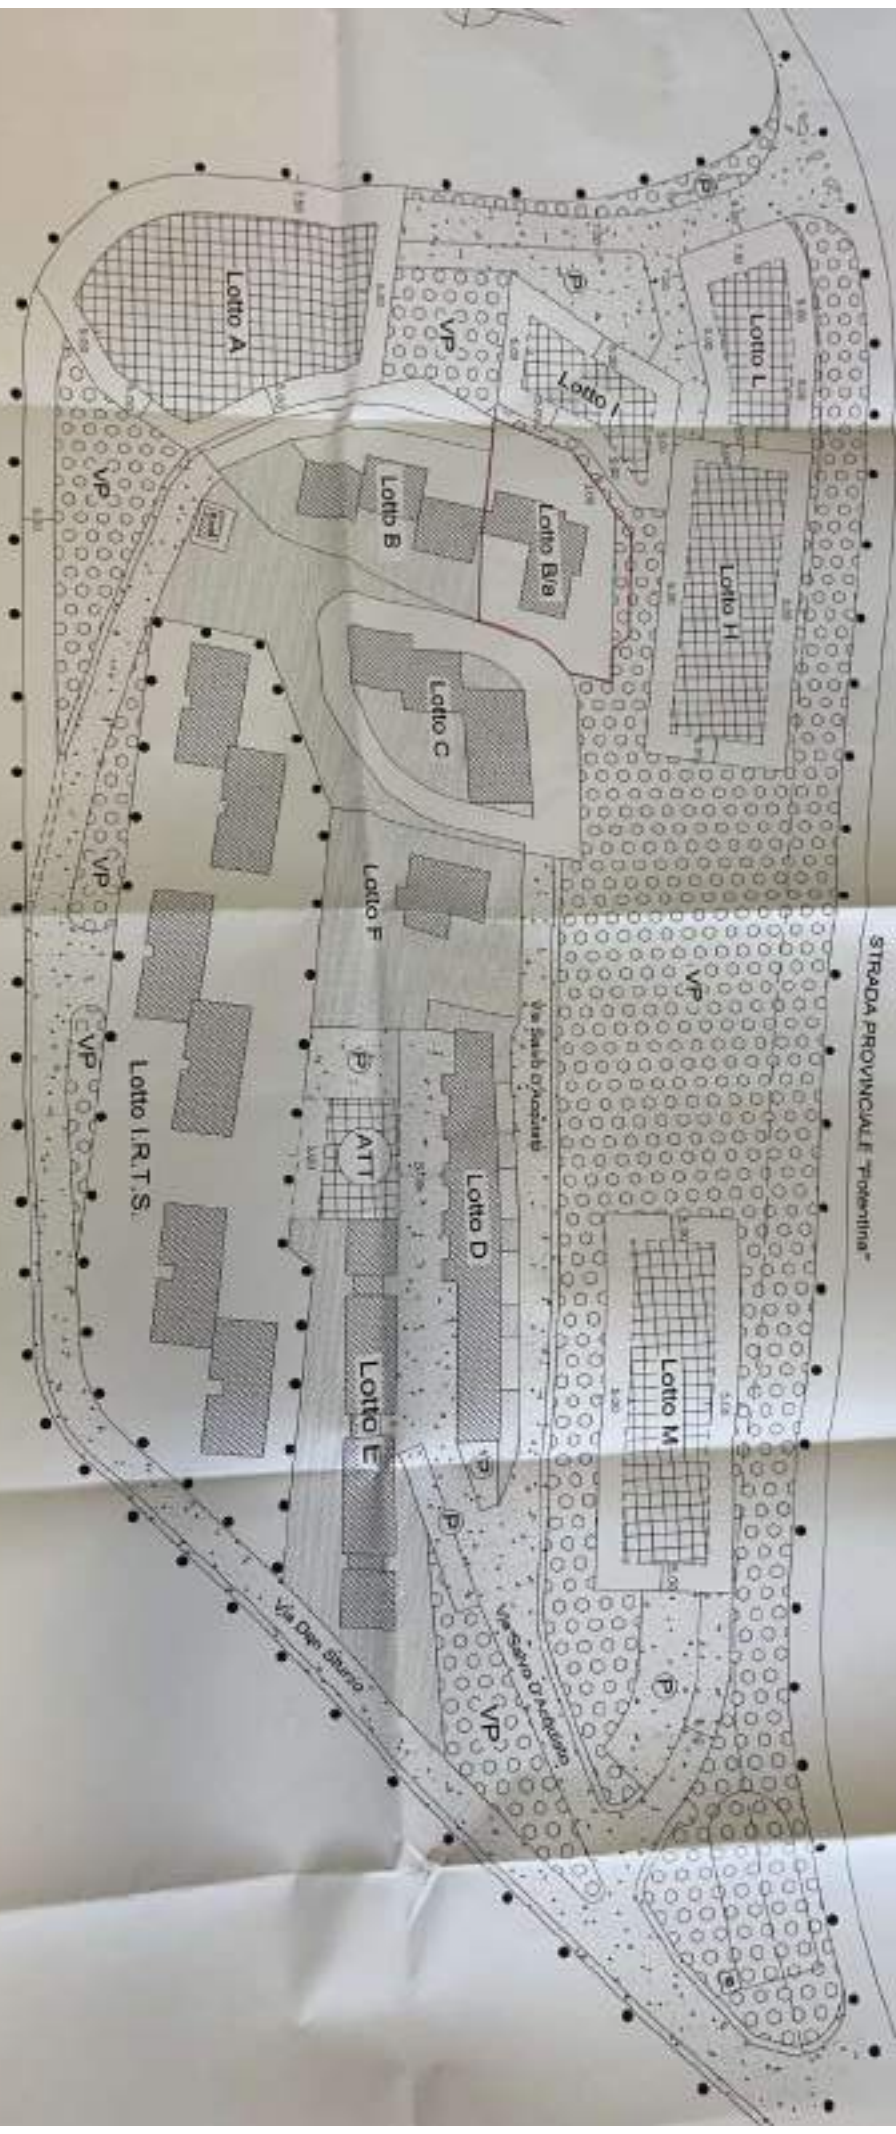 STRADA PROVINCIALE "Potentina"
P
Lotto L
P
Lotto I
VP
Lotto A
Lotto H
Lotto B/a
Lotto B
VP
Lotto C
VP
Lotto F
VP
Via Salvo D'Acquisto
P
VP
Lotto I.R.T.S.
ATT
Lotto D
Lotto E
Lotto M
P
P
Via Salvo D'Acquisto
Via Don Sturzo
P
VP